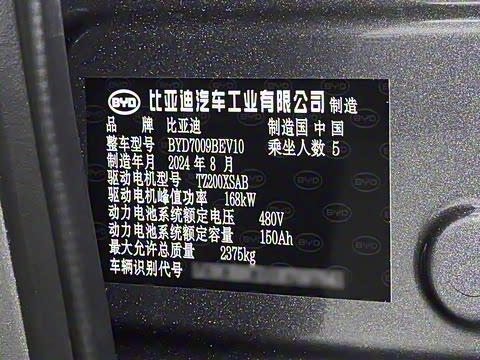 BYD 比亚迪汽车工业有限公司 制造
品 牌 比亚迪 制造国 中国
整车型号 BYD7009BEV10 乘坐人数 5
制造年月 2024 年 8 月
驱动电机型号 TZ200XSAB
驱动电机峰值功率 168kW
动力电池系统额定电压 480V
动力电池系统额定容量 150Ah
最大允许总质量 2375kg
车辆识别代号